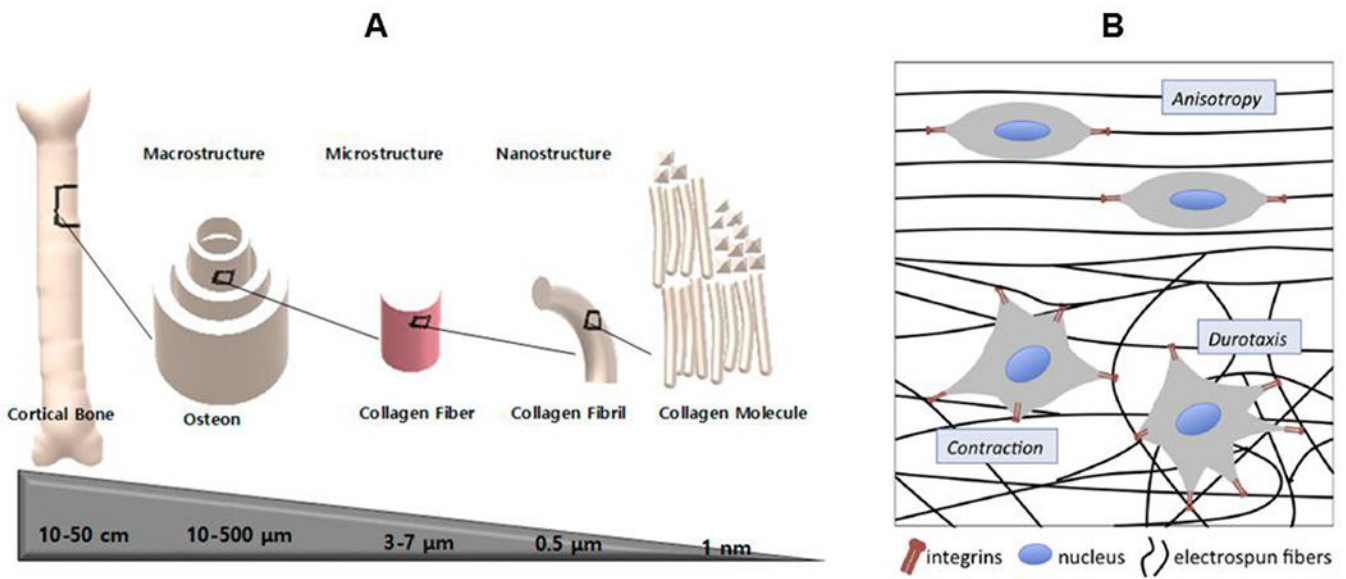 A
B
Macrostructure
Microstructure
Nanostructure
Cortical Bone
Osteon
Collagen Fiber
Collagen Fibril
Collagen Molecule
10-50 cm
10-500 μm
3-7 μm
0.5 μm
1 nm
Anisotropy
Durotaxis
Contraction
integrins
nucleus
electrospun fibers